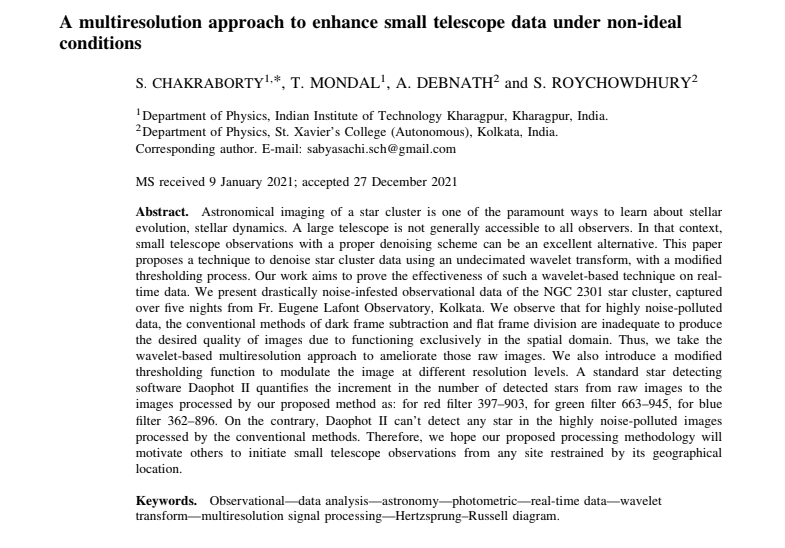 A multiresolution approach to enhance small telescope data under non-ideal
conditions
S. CHAKRABORTY1,*, T. MONDAL1, A. DEBNATH2 and S. ROYCHOWDHURY2
1Department of Physics, Indian Institute of Technology Kharagpur, Kharagpur, India.
2Department of Physics, St. Xavier's College (Autonomous), Kolkata, India.
Corresponding author. E-mail: sabyasachi.sch@gmail.com
MS received 9 January 2021; accepted 27 December 2021
Abstract. Astronomical imaging of a star cluster is one of the paramount ways to learn about stellar
evolution, stellar dynamics. A large telescope is not generally accessible to all observers. In that context,
small telescope observations with a proper denoising scheme can be an excellent alternative. This paper
proposes a technique to denoise star cluster data using an undecimated wavelet transform, with a modified
thresholding process. Our work aims to prove the effectiveness of such a wavelet-based technique on real-
time data. We present drastically noise-infested observational data of the NGC 2301 star cluster, captured
over five nights from Fr. Eugene Lafont Observatory, Kolkata. We observe that for highly noise-polluted
data, the conventional methods of dark frame subtraction and flat frame division are inadequate to produce
the desired quality of images due to functioning exclusively in the spatial domain. Thus, we take the
wavelet-based multiresolution approach to ameliorate those raw images. We also introduce a modified
thresholding function to modulate the image at different resolution levels. A standard star detecting
software Daophot II quantifies the increment in the number of detected stars from raw images to the
images processed by our proposed method as: for red filter 397–903, for green filter 663–945, for blue
filter 362–896. On the contrary, Daophot II can't detect any star in the highly noise-polluted images
processed by the conventional methods. Therefore, we hope our proposed processing methodology will
motivate others to initiate small telescope observations from any site restrained by its geographical
location.
Keywords. Observational—data analysis—astronomy—photometric—real-time data—wavelet
transform—multiresolution signal processing—Hertzsprung–Russell diagram.